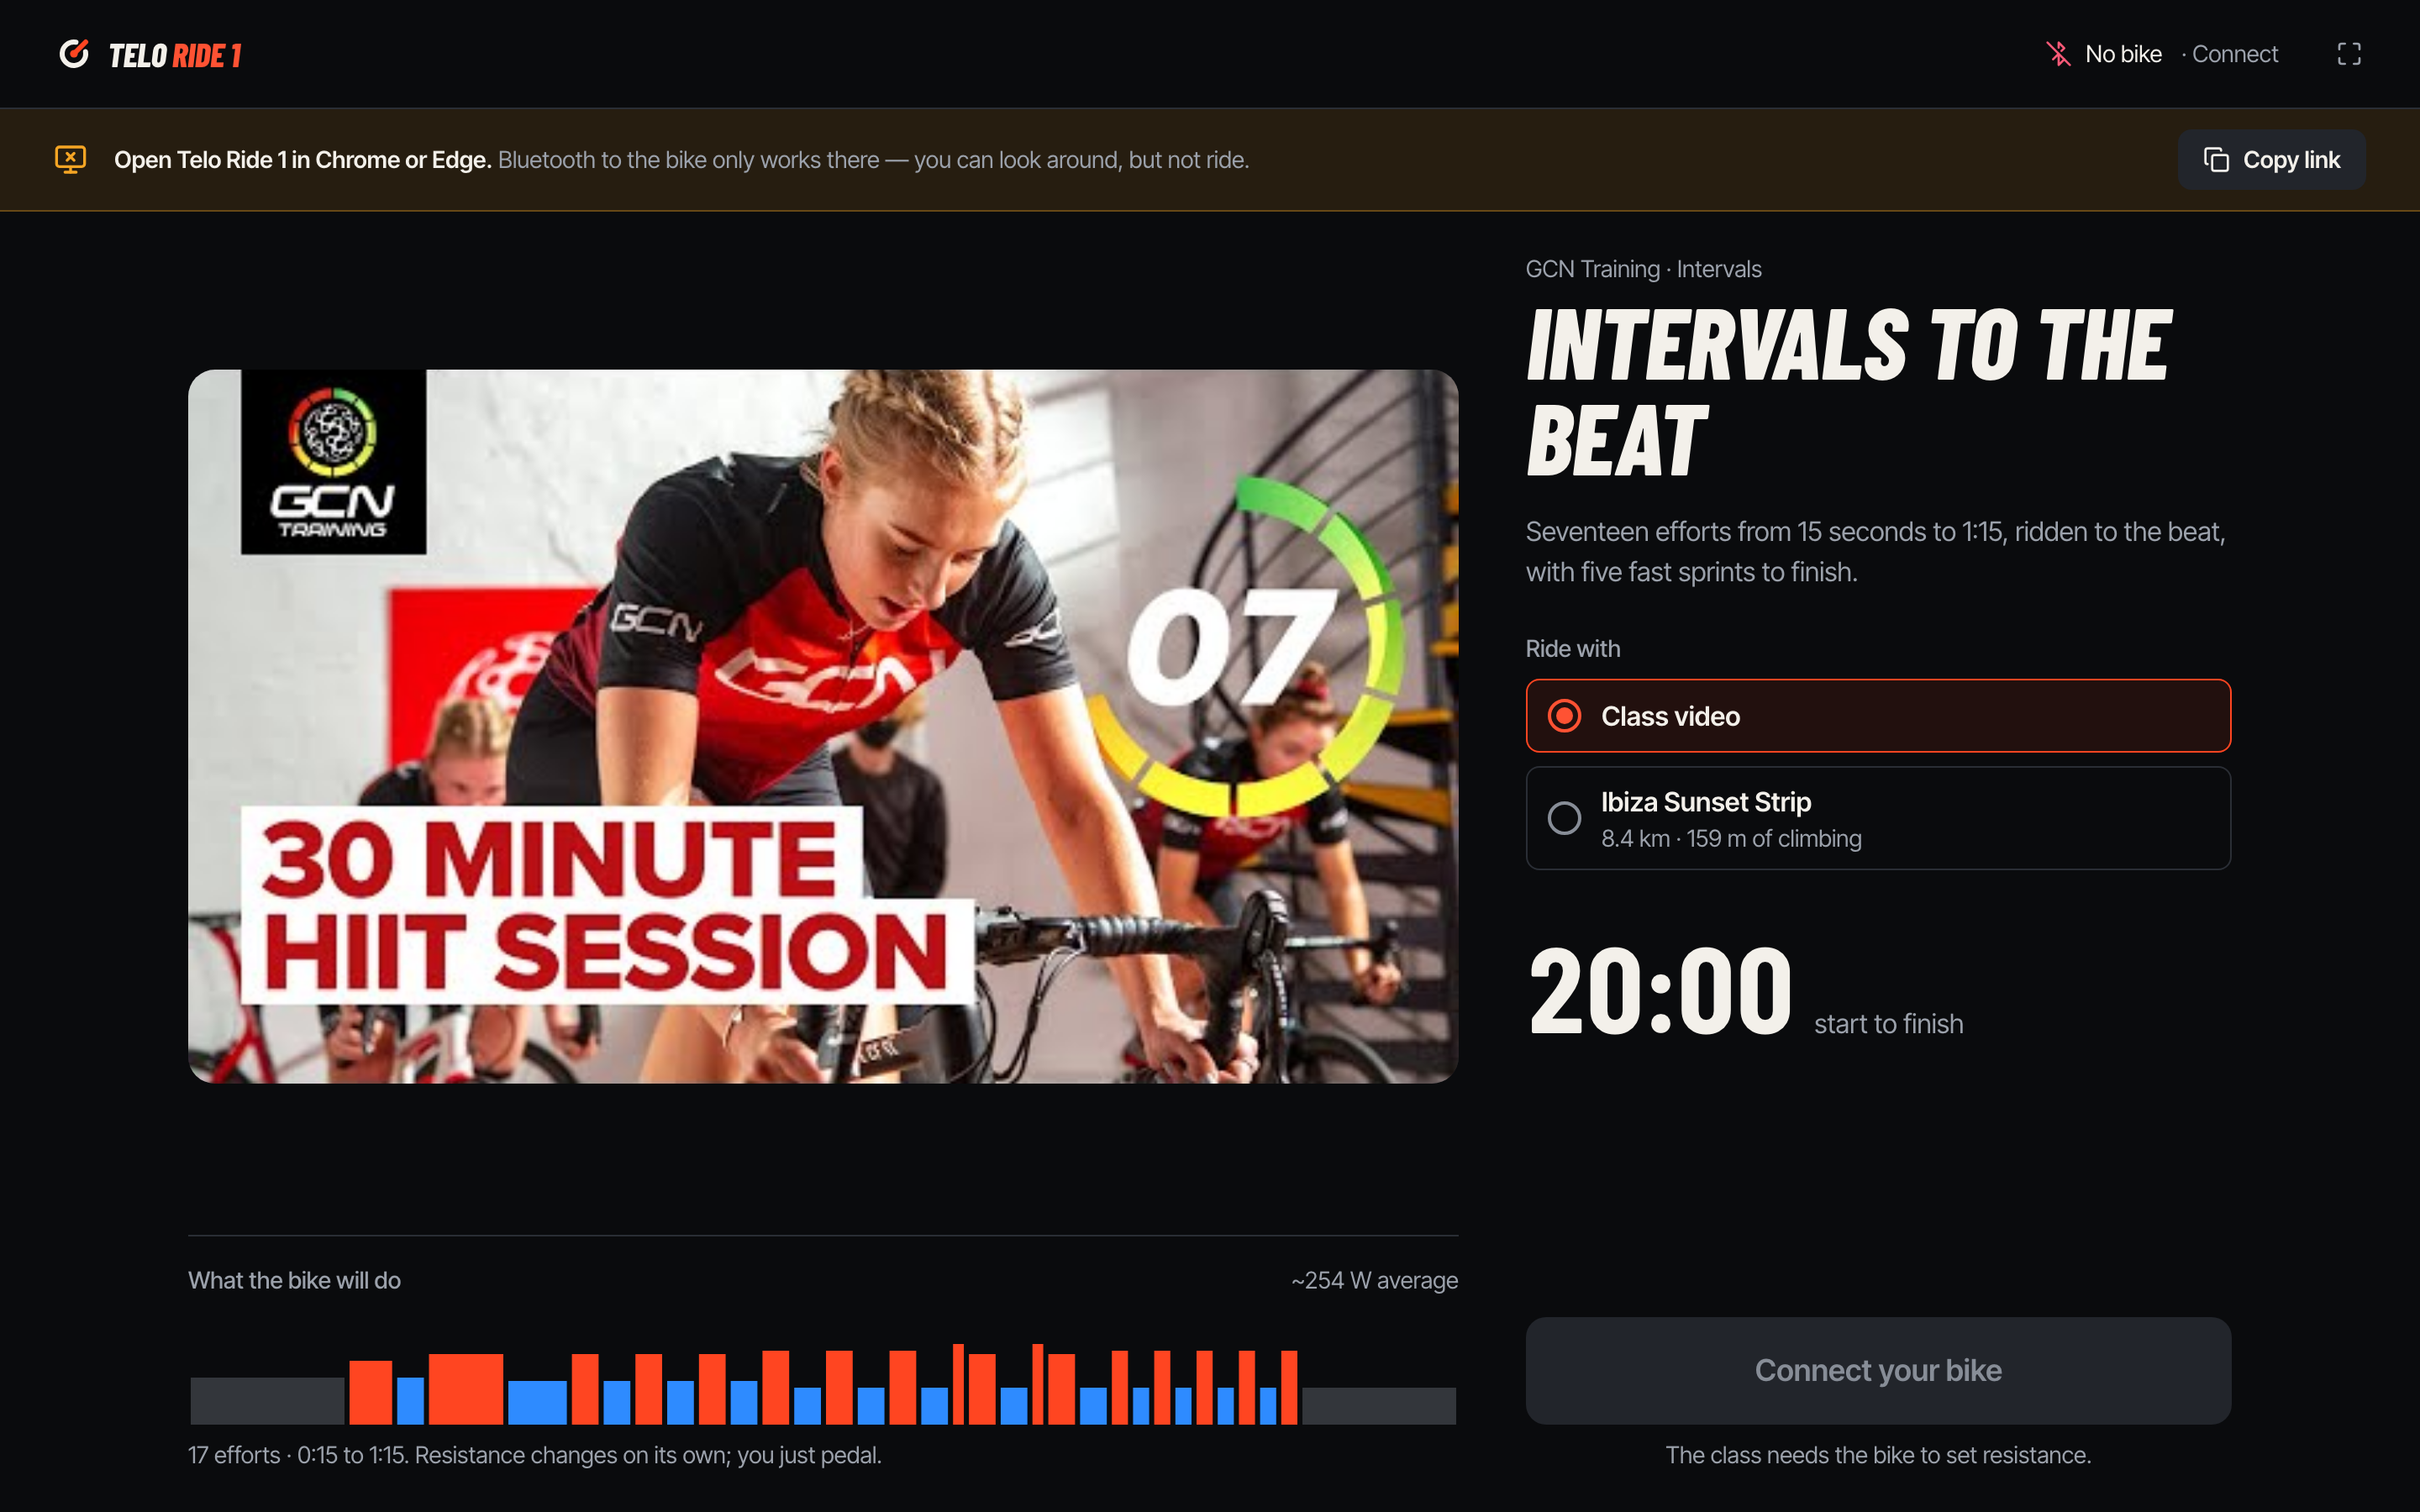 TELO RIDE 1
No bike · Connect
Open Telo Ride 1 in Chrome or Edge. Bluetooth to the bike only works there — you can look around, but not ride.
Copy link
GCN
TRAINING
GCN
GCN
07
30 MINUTE
HIIT SESSION
GCN Training · Intervals
INTERVALS TO THE
BEAT
Seventeen efforts from 15 seconds to 1:15, ridden to the beat,
with five fast sprints to finish.
Ride with
Class video
Ibiza Sunset Strip
8.4 km · 159 m of climbing
20:00 start to finish
What the bike will do
~254 W average
17 efforts · 0:15 to 1:15. Resistance changes on its own; you just pedal.
Connect your bike
The class needs the bike to set resistance.